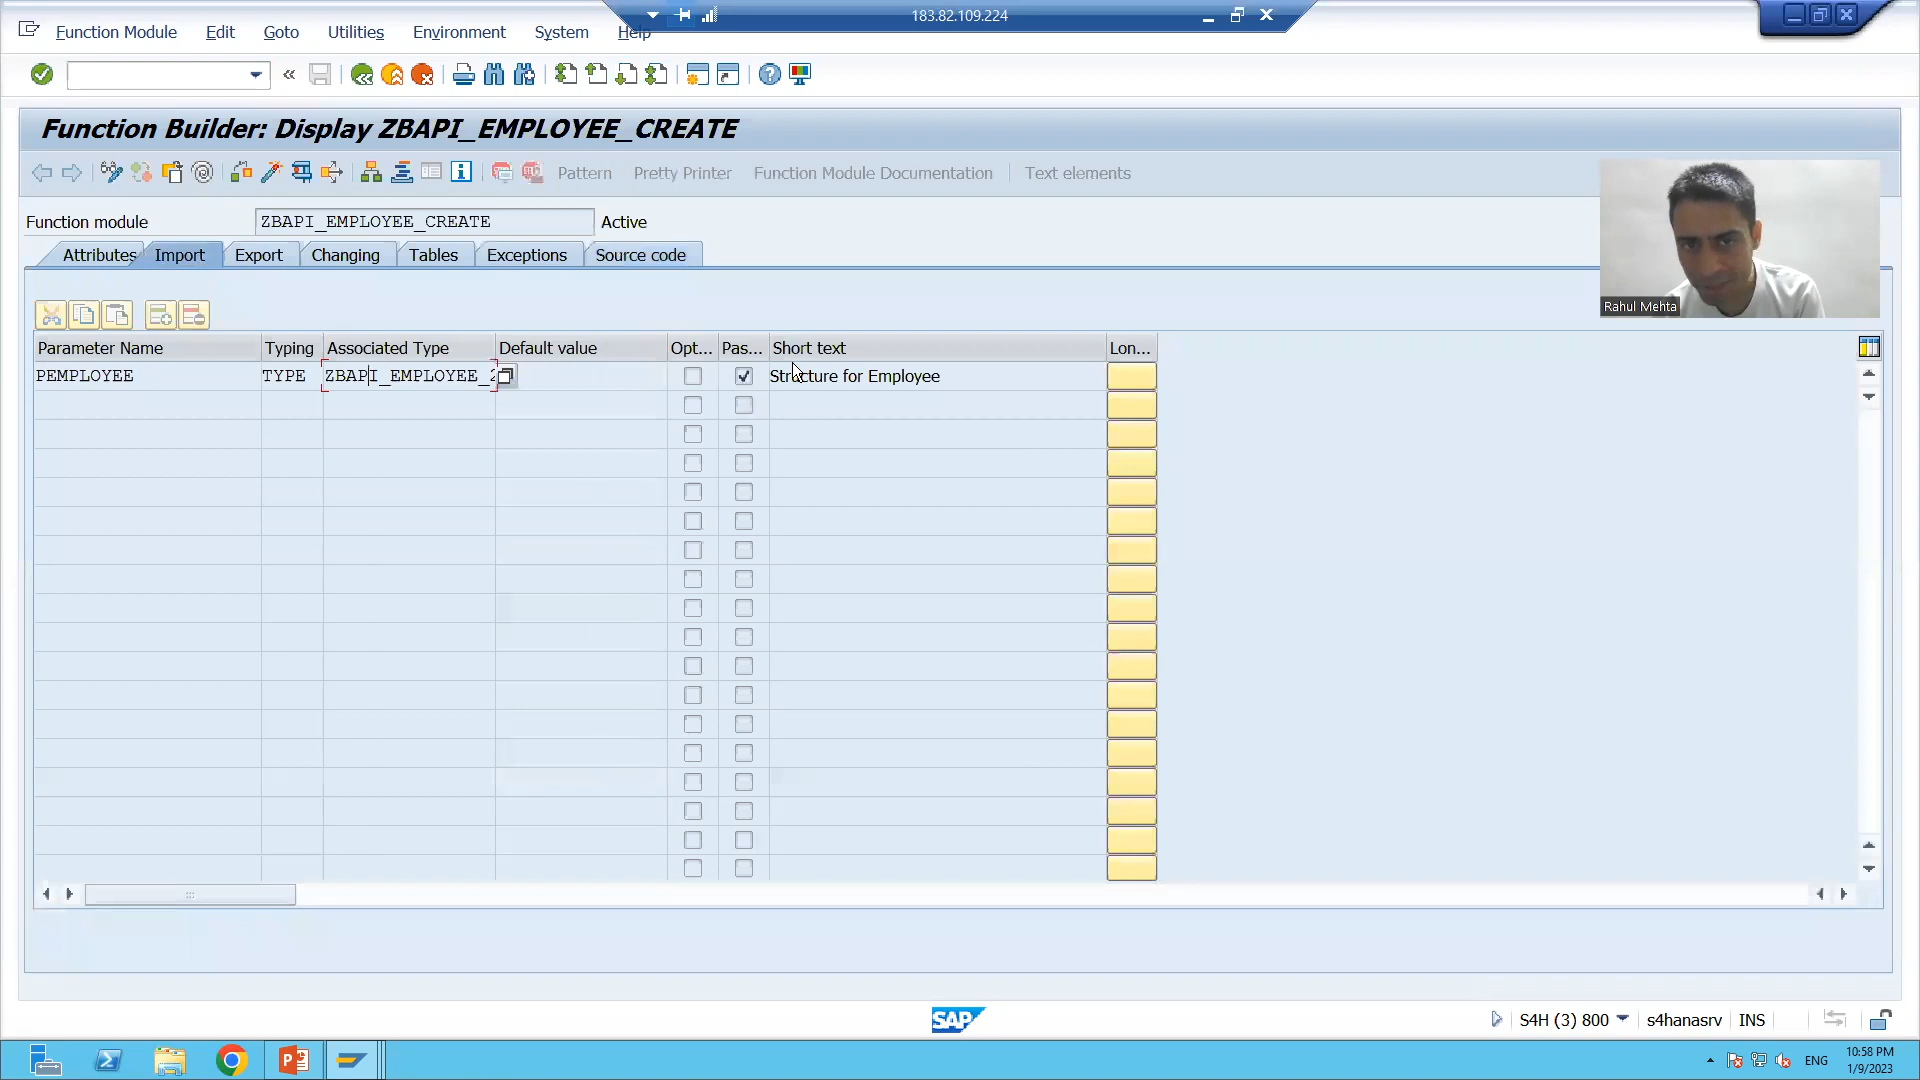 183.82.109.224
Function Module Edit Goto Utilities Environment System Help
Function Builder: Display ZBAPI_EMPLOYEE_CREATE
Pattern Pretty Printer Function Module Documentation Text elements
Function module ZBAPI_EMPLOYEE_CREATE Active
Attributes Import Export Changing Tables Exceptions Source code
Rahul Mehta
Parameter Name Typing Associated Type Default value Opt... Pas... Short text Lon...
PEMPLOYEE TYPE ZBAPI_EMPLOYEE_ Structure for Employee
SAP S4H (3) 800 s4hanasrv INS
10:58 PM
ENG
1/9/2023